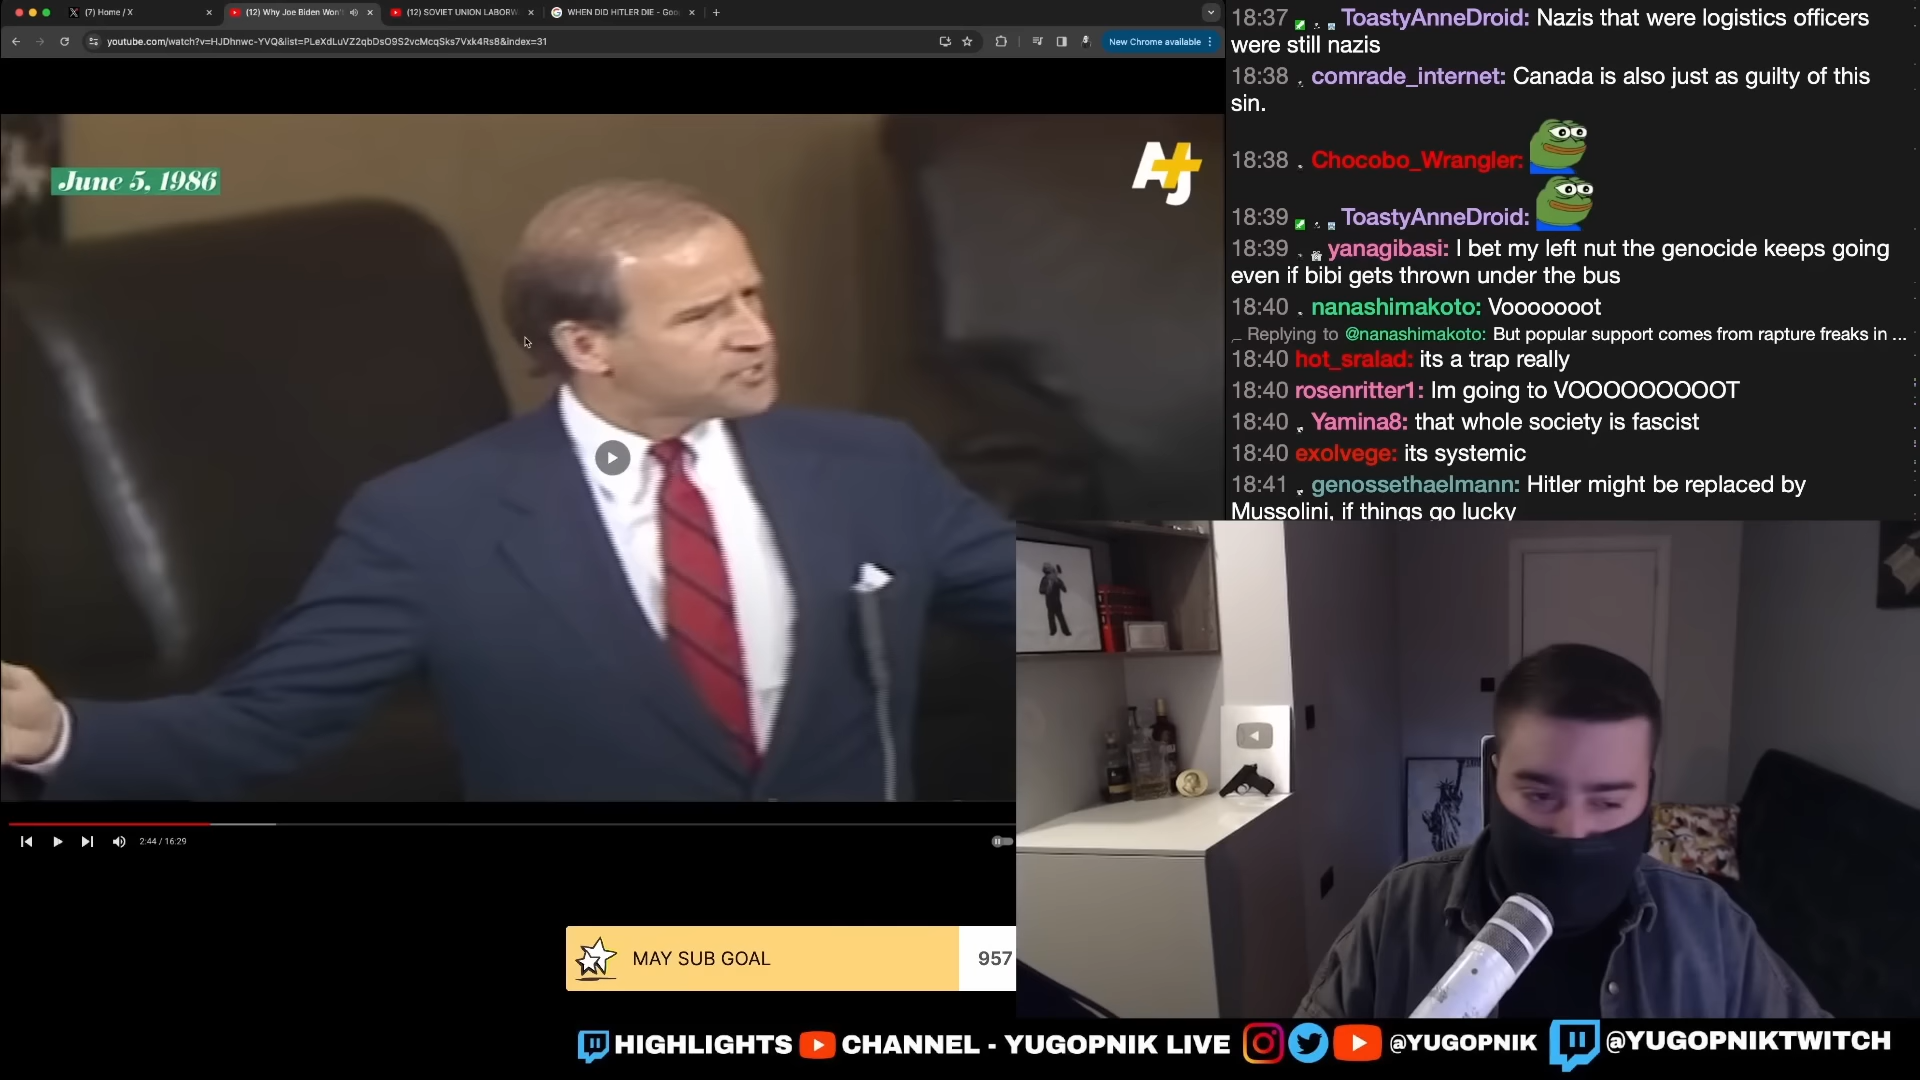 (7) Home / X
(12) Why Joe Biden Won'
(12) SOVIET UNION LABORW
WHEN DID HITLER DIE - Goo
youtube.com/watch?v=HJDhnwc-YVQ&list=PLeXdLuVZ2qbDsO9S2vcMcqSks7Vxk4Rs8&index=31
New Chrome available
June 5, 1986
AJ+
2:44 / 16:29
18:37 ToastyAnneDroid: Nazis that were logistics officers
were still nazis
18:38 comrade_internet: Canada is also just as guilty of this
sin.
18:38 Chocobo_Wrangler:
18:39 ToastyAnneDroid:
18:39 yanagibasi: I bet my left nut the genocide keeps going
even if bibi gets thrown under the bus
18:40 nanashimakoto: Vooooooot
Replying to @nanashimakoto: But popular support comes from rapture freaks in ...
18:40 hot_sralad: its a trap really
18:40 rosenritter1: Im going to VOOOOOOOOOT
18:40 Yamina8: that whole society is fascist
18:40 exolvege: its systemic
18:41 genossethaelmann: Hitler might be replaced by
Mussolini, if things go lucky
MAY SUB GOAL
957
HIGHLIGHTS CHANNEL - YUGOPNIK LIVE @YUGOPNIK @YUGOPNIKTWITCH